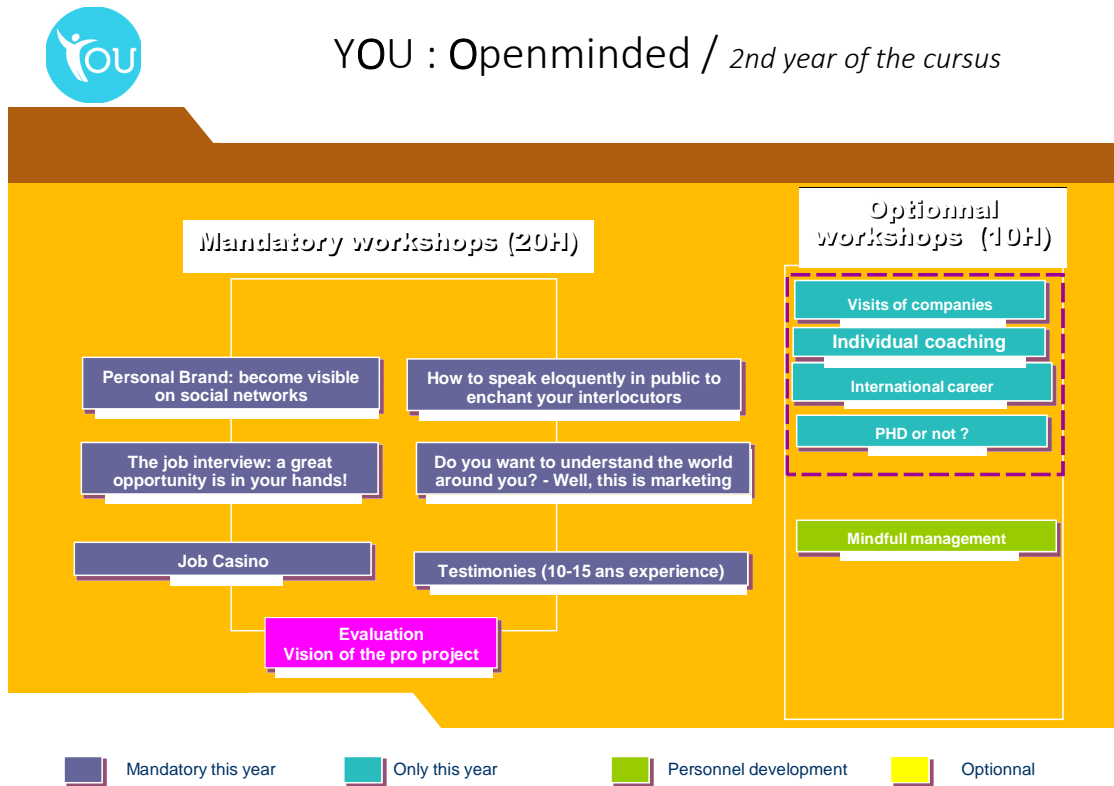 YOU
YOU : Openminded / 2nd year of the cursus
Mandatory workshops (20H)
Personal Brand: become visible
on social networks
How to speak eloquently in public to
enchant your interlocutors
The job interview: a great
opportunity is in your hands!
Do you want to understand the world
around you? - Well, this is marketing
Job Casino
Testimonies (10-15 ans experience)
Evaluation
Vision of the pro project
Optionnal
workshops (10H)
Visits of companies
Individual coaching
International career
PHD or not ?
Mindfull management
Mandatory this year
Only this year
Personnel development
Optionnal